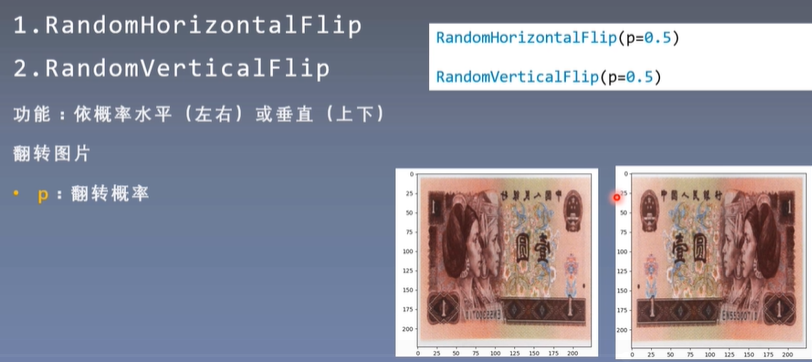 1.RandomHorizontalFlip
2.RandomVerticalFlip
功能：依概率水平（左右）或垂直（上下）
翻转图片
• p：翻转概率
RandomHorizontalFlip(p=0.5)
RandomVerticalFlip(p=0.5)
0
25
50
75
100
125
150
175
200
0 25 50 75 100 125 150 175 200
中国人民银行
壹圆
1
1
1
0
25
50
75
100
125
150
175
200
0 25 50 75 100 125 150 175 200
中国人民银行
壹圆
1
1
1